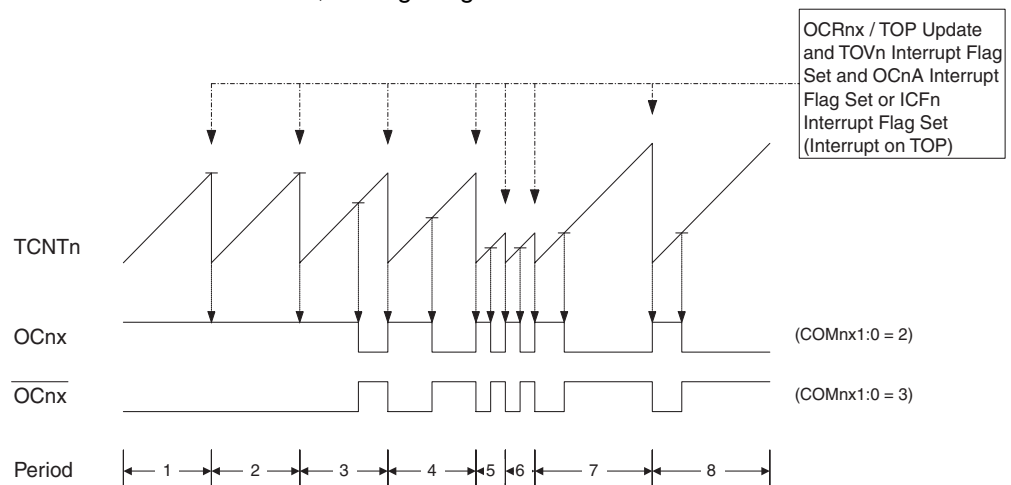 OCRnx / TOP Update
and TOVn Interrupt Flag
Set and OCnA Interrupt
Flag Set or ICFn
Interrupt Flag Set
(Interrupt on TOP)
TCNTn
OCnx
(COMnx1:0 = 2)
OCnx
(COMnx1:0 = 3)
Period 1 2 3 4 5 6 7 8